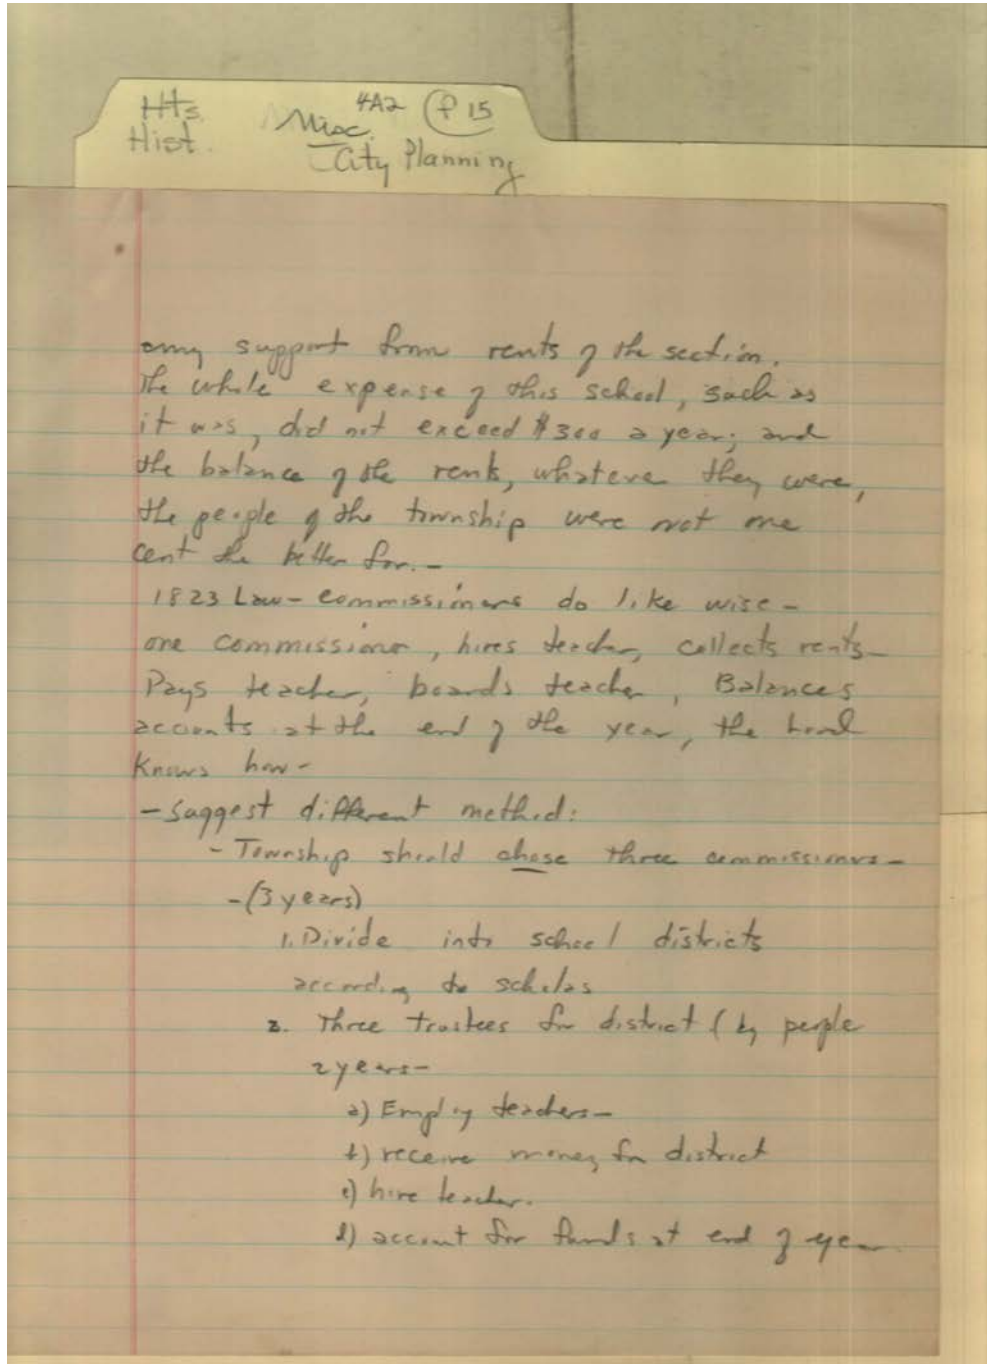 Hts. Misc. 4A2 f 15
Hist. City Planning
any support from rents of the section.
The whole expense of this school, such as
it was, did not exceed $300 a year; and
the balance of the rents, whatever they were,
the people of the township were not one
cent the better for.-
1823 Law - commissioners do like wise -
one commissioner, hires teacher, collects rents -
Pays teacher, boards teacher, Balances
accounts at the end of the year, the Lord
Knows how -
- Suggest different method:
- Township should chose three commissioners -
- (3 years)
1. Divide into school districts
according to scholars
2. Three trustees for district (by people
2 years -
a) Employ teachers -
b) receive money for district
c) hire teacher.
d) account for funds at end of year